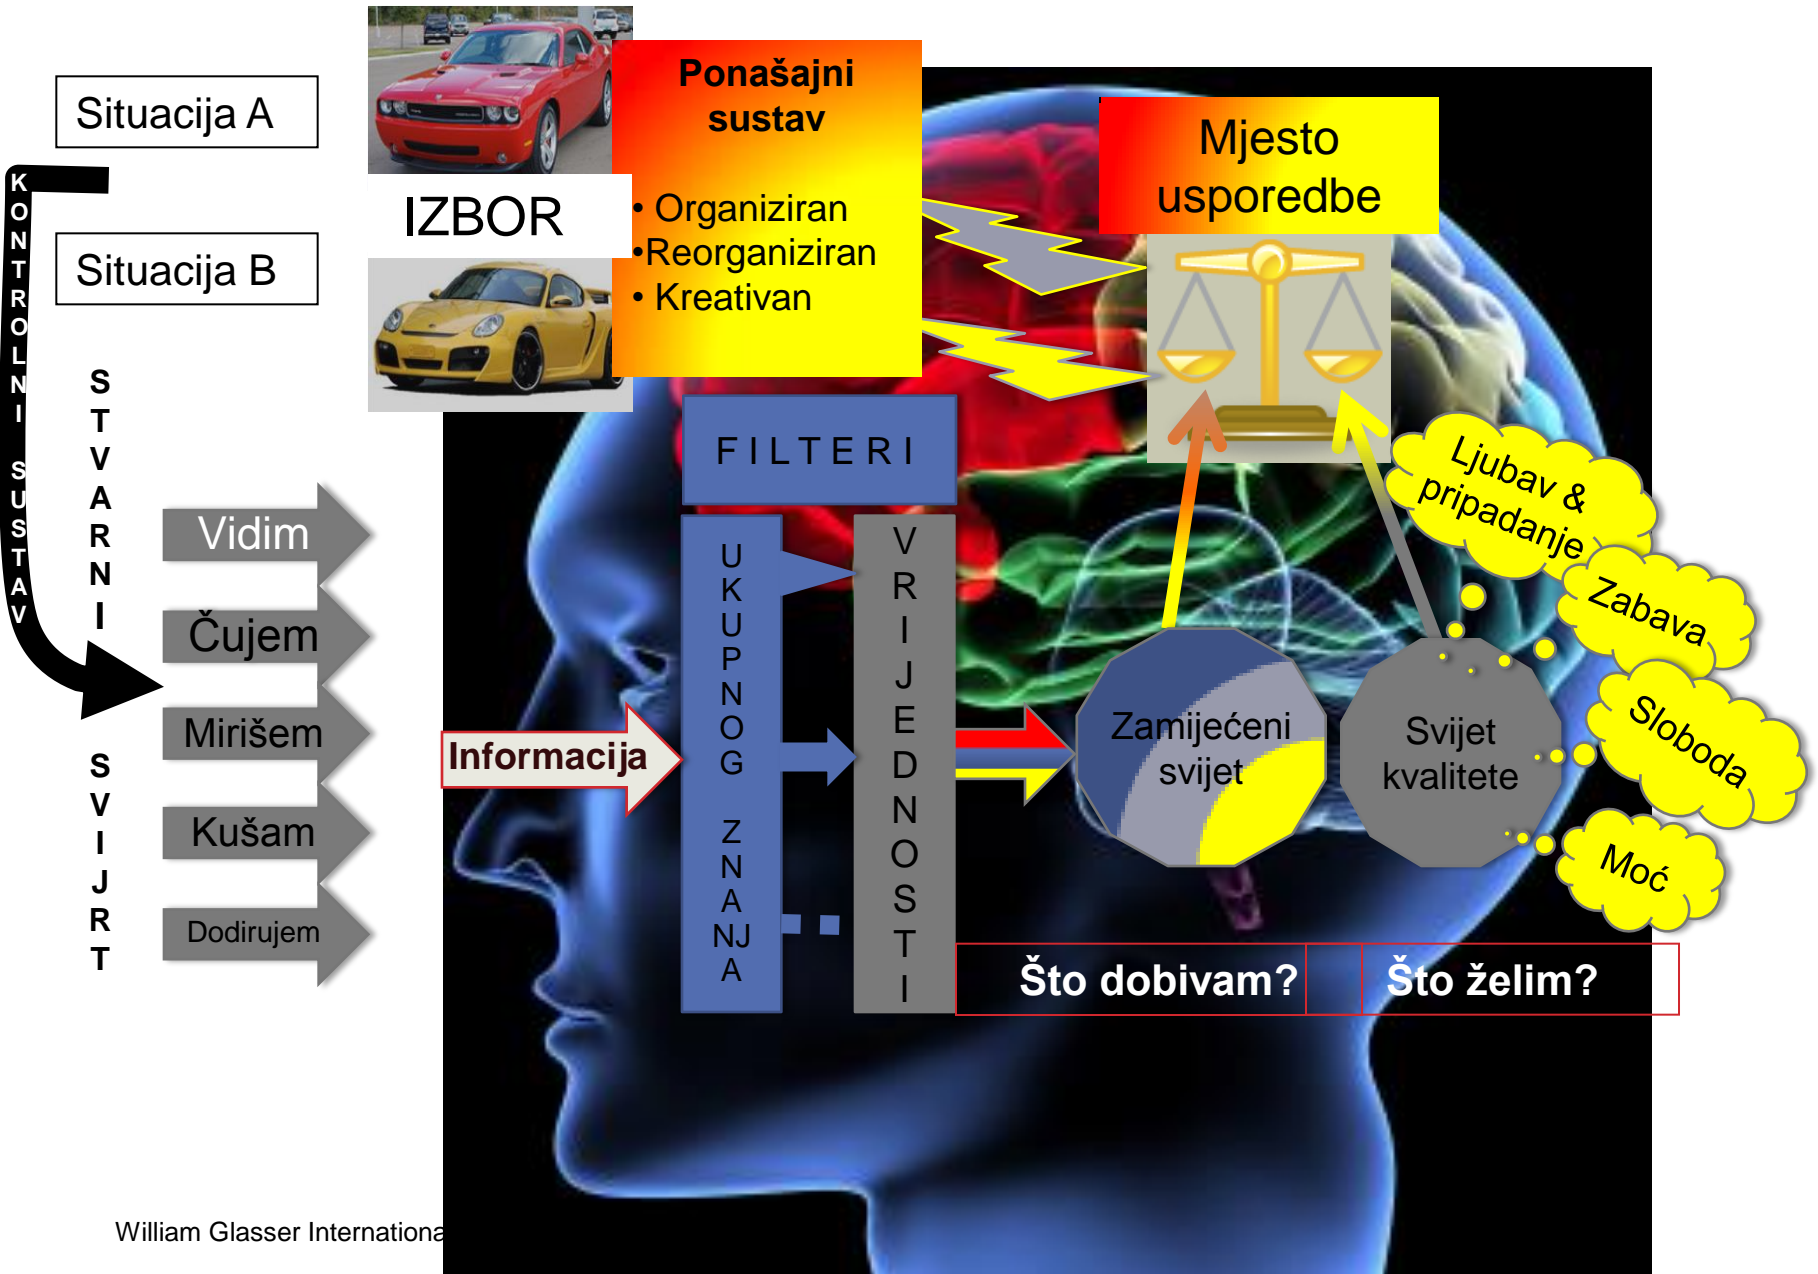 Situacija A
Situacija B
KONTROLNI SUSTAV
STVARNI
SVIJRT
IZBOR
Ponašajni
sustav
• Organiziran
•Reorganiziran
• Kreativan
Mjesto
usporedbe
FILTERI
UKUPNOG ZNANJA
VRIJEDNOSTI
Vidim
Čujem
Mirišem
Kušam
Dodirujem
Informacija
Zamijećeni
svijet
Svijet
kvalitete
Ljubav &
pripadanje
Zabava
Sloboda
Moć
Što dobivam?
Što želim?
William Glasser Internationa